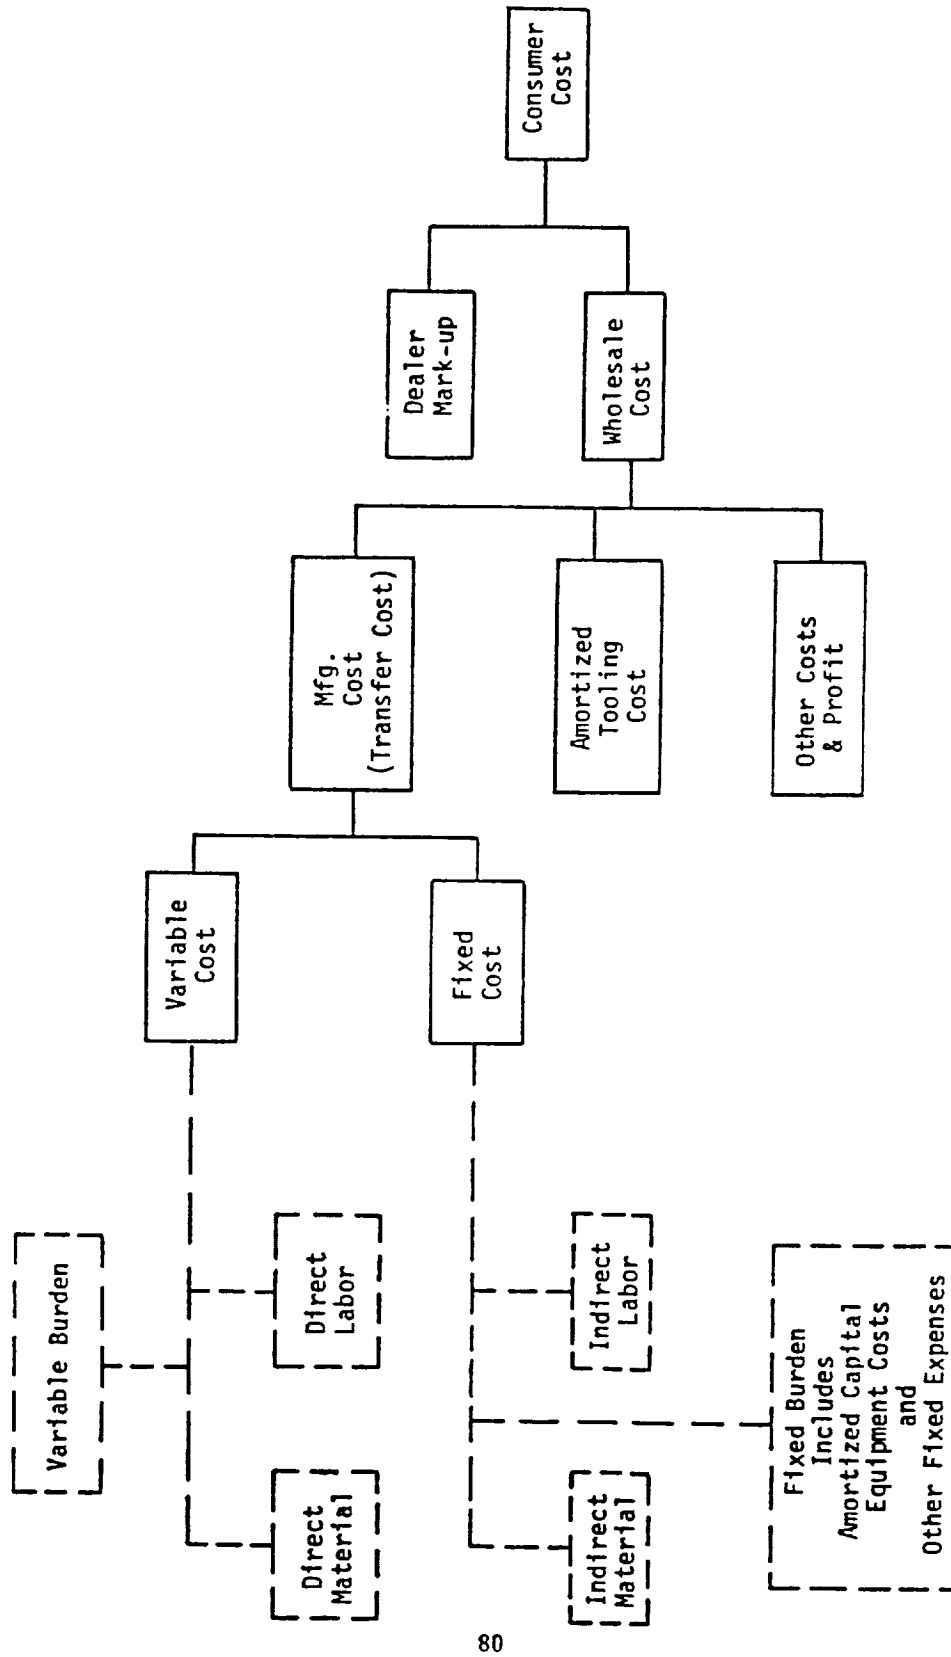 Variable Burden
Direct
Material
Direct
Labor
Variable
Cost
Indirect
Material
Indirect
Labor
Fixed
Cost
Fixed Burden
Includes
Amortized Capital
Equipment Costs
and
Other Fixed Expenses
Mfg.
Cost
(Transfer Cost)
Amortized
Tooling
Cost
Other Costs
& Profit
Dealer
Mark-up
Wholesale
Cost
Consumer
Cost
80